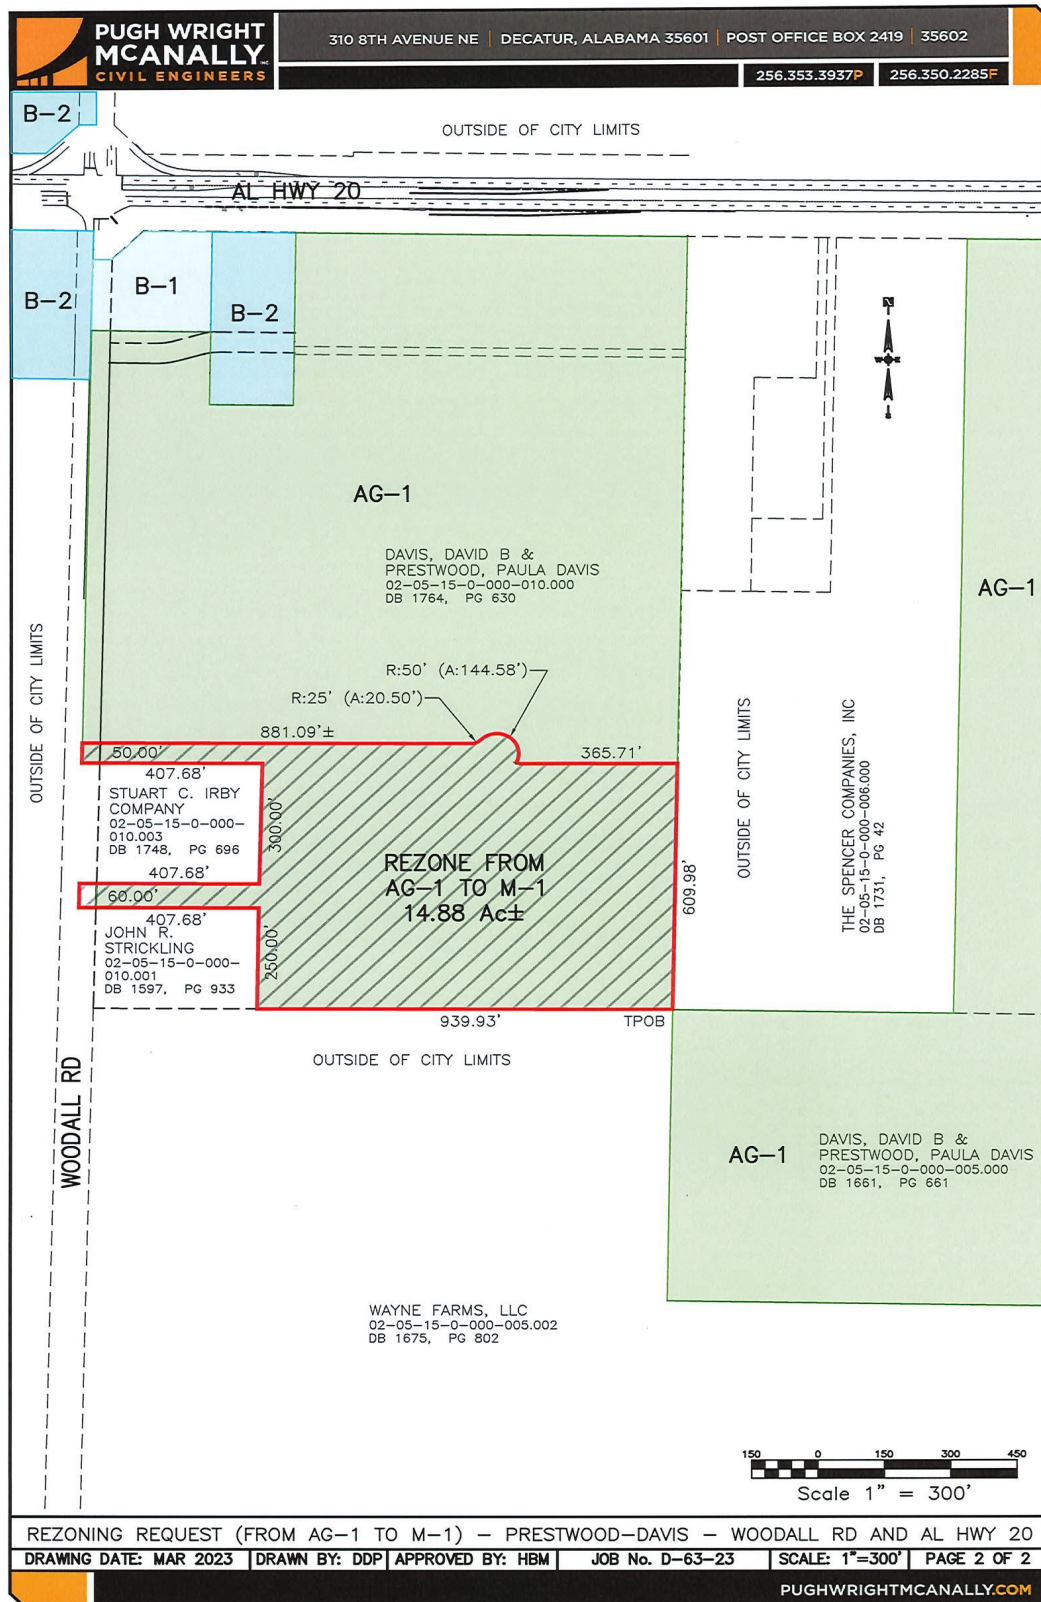 PUGH WRIGHT
MCANALLY INC
CIVIL ENGINEERS
310 8TH AVENUE NE | DECATUR, ALABAMA 35601 | POST OFFICE BOX 2419 | 35602
256.353.3937P
256.350.2285F
B-2
OUTSIDE OF CITY LIMITS
AL HWY 20
B-2
B-1
B-2
N
W
E
S
AG-1
DAVIS, DAVID B &
PRESTWOOD, PAULA DAVIS
02-05-15-0-000-010.000
DB 1764, PG 630
AG-1
OUTSIDE OF CITY LIMITS
R:50' (A:144.58')
R:25' (A:20.50')
881.09'±
50.00'
365.71'
407.68'
STUART C. IRBY
COMPANY
02-05-15-0-000-
010.003
DB 1748, PG 696
300.00'
OUTSIDE OF CITY LIMITS
THE SPENCER COMPANIES, INC
02-05-15-0-000-006.000
DB 1731, PG 42
REZONE FROM
AG-1 TO M-1
14.88 Ac±
407.68'
60.00'
407.68'
609.98'
JOHN R.
STRICKLING
02-05-15-0-000-
010.001
DB 1597, PG 933
250.00'
939.93'
TPOB
OUTSIDE OF CITY LIMITS
WOODALL RD
AG-1
DAVIS, DAVID B &
PRESTWOOD, PAULA DAVIS
02-05-15-0-000-005.000
DB 1661, PG 661
WAYNE FARMS, LLC
02-05-15-0-000-005.002
DB 1675, PG 802
150 0 150 300 450
Scale 1" = 300'
REZONING REQUEST (FROM AG-1 TO M-1) - PRESTWOOD-DAVIS - WOODALL RD AND AL HWY 20
DRAWING DATE: MAR 2023 | DRAWN BY: DDP | APPROVED BY: HBM | JOB No. D-63-23 | SCALE: 1"=300' | PAGE 2 OF 2
PUGHWRIGHTMCANALLY.COM